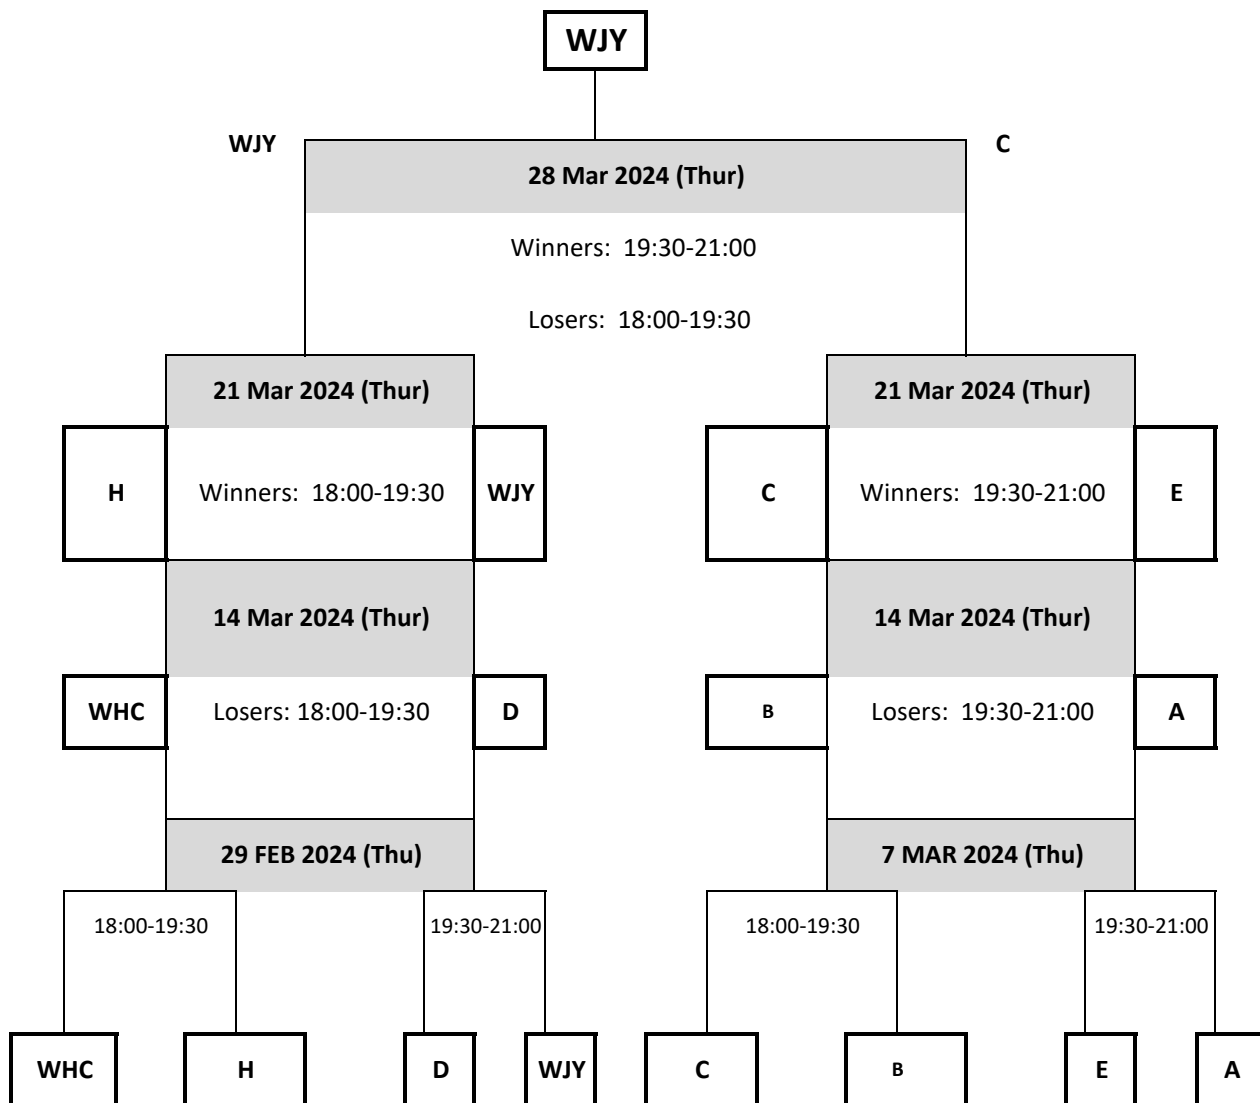 WJY
WJY C
28 Mar 2024 (Thur)
Winners:  19:30-21:00
Losers:  18:00-19:30
21 Mar 2024 (Thur) 21 Mar 2024 (Thur)
H Winners:  18:00-19:30 WJY C Winners:  19:30-21:00 E
14 Mar 2024 (Thur) 14 Mar 2024 (Thur)
WHC Losers: 18:00-19:30 D B Losers:  19:30-21:00 A
29 FEB 2024 (Thu) 7 MAR 2024 (Thu)
18:00-19:30 19:30-21:00 18:00-19:30 19:30-21:00
WHC H D WJY C B E A